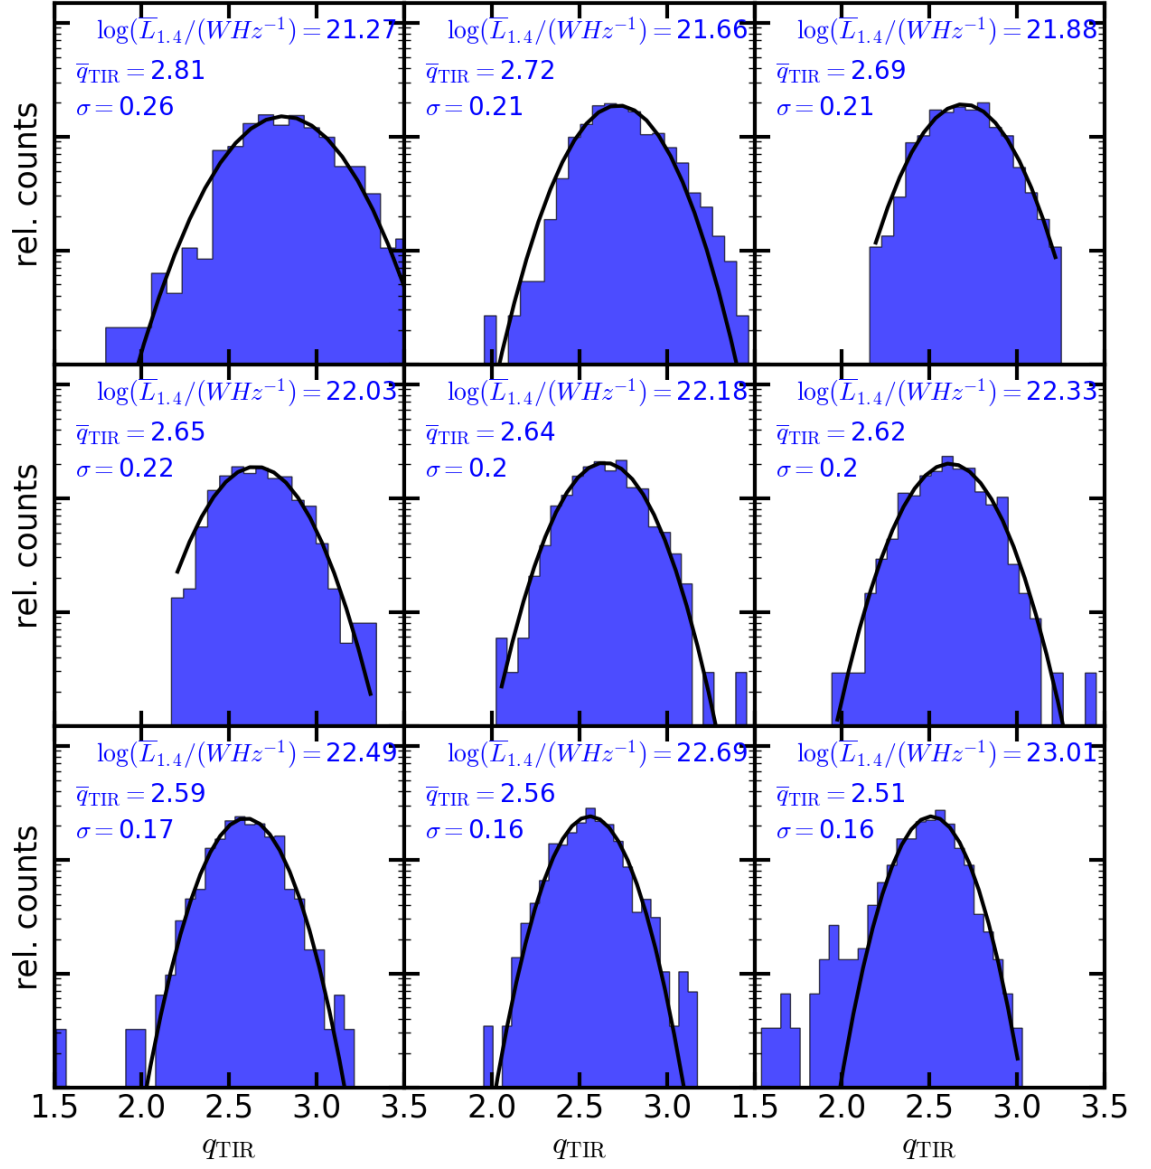 log(L̅₁.₄/(WHz⁻¹) = 21.27
q̅TIR = 2.81
σ = 0.26
log(L̅₁.₄/(WHz⁻¹) = 21.66
q̅TIR = 2.72
σ = 0.21
log(L̅₁.₄/(WHz⁻¹) = 21.88
q̅TIR = 2.69
σ = 0.21
rel. counts
log(L̅₁.₄/(WHz⁻¹) = 22.03
q̅TIR = 2.65
σ = 0.22
log(L̅₁.₄/(WHz⁻¹) = 22.18
q̅TIR = 2.64
σ = 0.2
log(L̅₁.₄/(WHz⁻¹) = 22.33
q̅TIR = 2.62
σ = 0.2
rel. counts
log(L̅₁.₄/(WHz⁻¹) = 22.49
q̅TIR = 2.59
σ = 0.17
log(L̅₁.₄/(WHz⁻¹) = 22.69
q̅TIR = 2.56
σ = 0.16
log(L̅₁.₄/(WHz⁻¹) = 23.01
q̅TIR = 2.51
σ = 0.16
rel. counts
1.5 2.0 2.5 3.0 2.0 2.5 3.0 1.5 2.0 2.5 3.0 3.5
qTIR qTIR qTIR